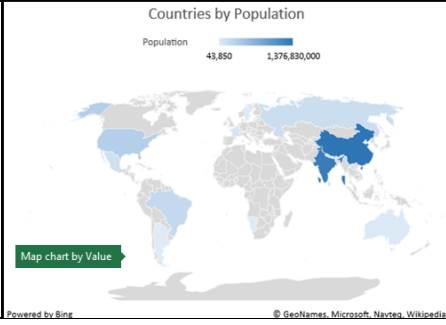 Countries by Population
Population
43,850 1,376,830,000
Map chart by Value
Powered by Bing
© GeoNames, Microsoft, Navteq, Wikipedia